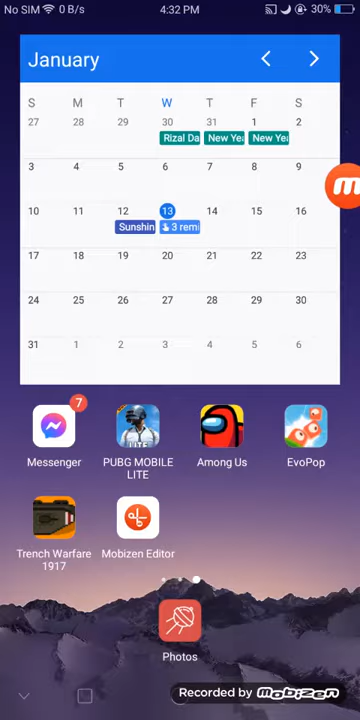 No SIM 0 B/s 4:32 PM 30%
January
S M T W T F S
27 28 29 30 31 1 2
Rizal Da New Yea New Yea
3 4 5 6 7 8 9
10 11 12 13 14 15 16
Sunshin 3 remi
17 18 19 20 21 22 23
24 25 26 27 28 29 30
31 1 2 3 4 5 6
7
Messenger PUBG MOBILE LITE Among Us EvoPop
Trench Warfare 1917 Mobizen Editor
Photos
Recorded by mobizen